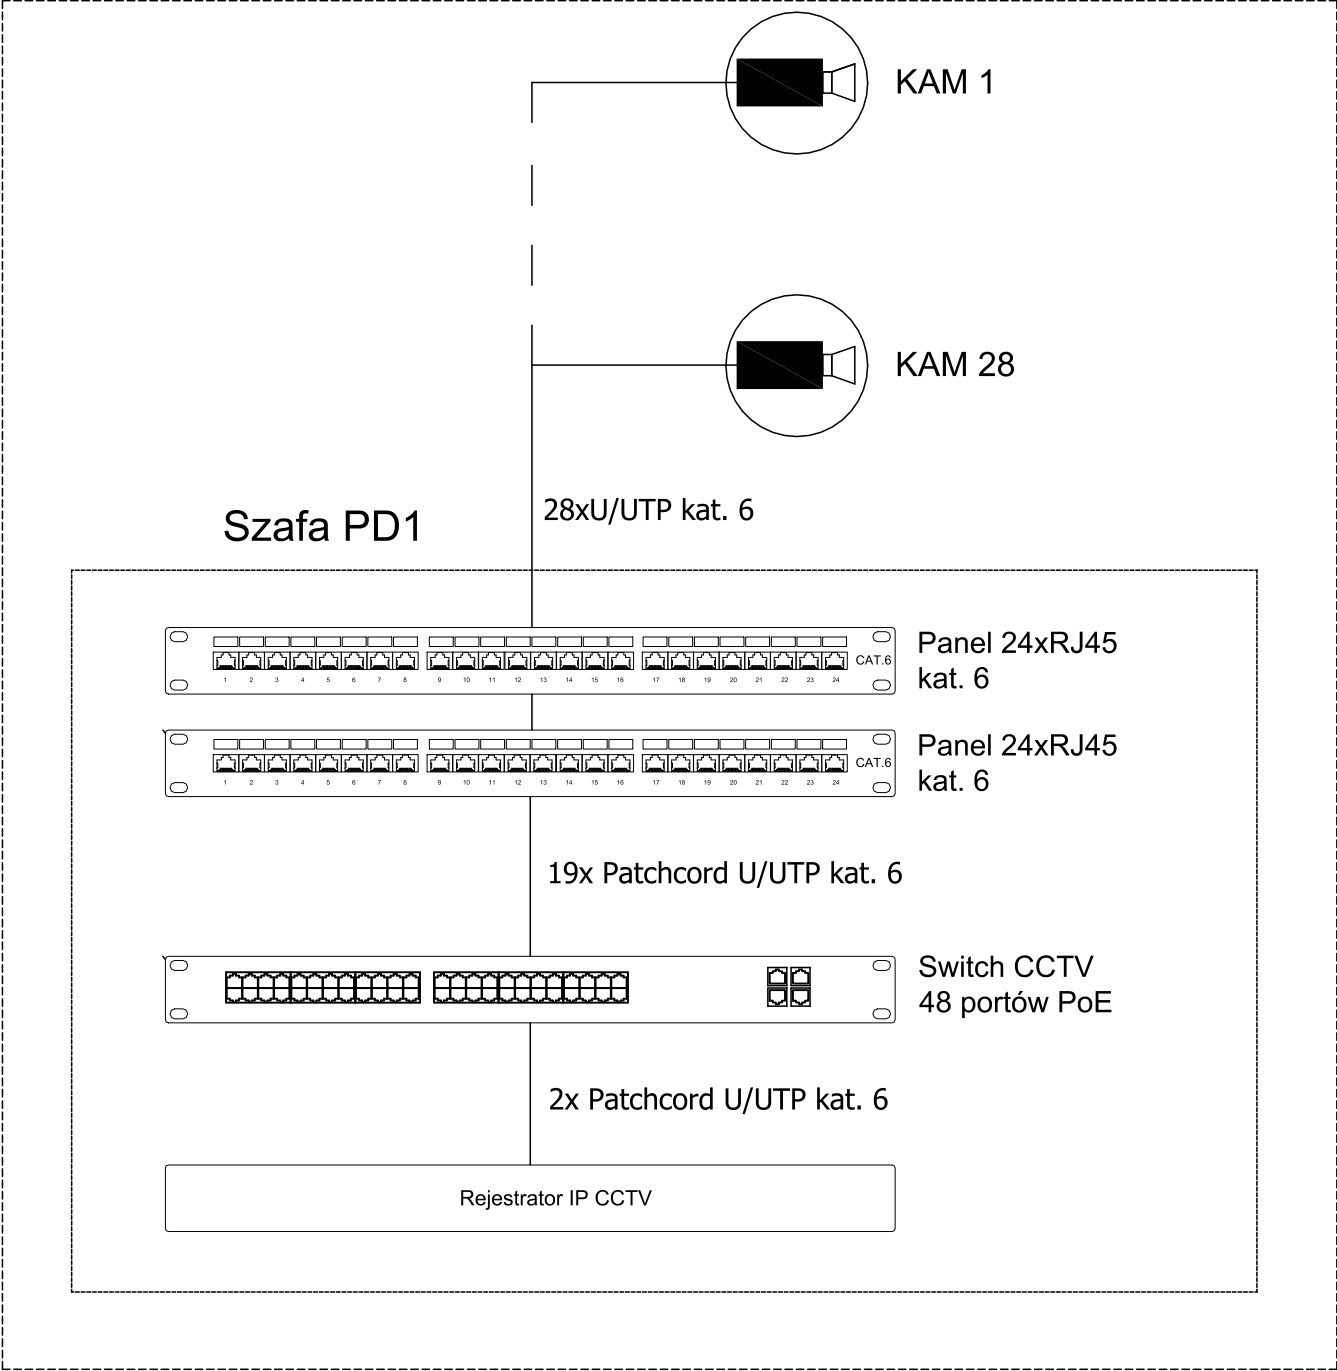 KAM 1
KAM 28
28xU/UTP kat. 6
Szafa PD1
Panel 24xRJ45
kat. 6
CAT.6
1 2 3 4 5 6 7 8 9 10 11 12 13 14 15 16 17 18 19 20 21 22 23 24
Panel 24xRJ45
kat. 6
CAT.6
1 2 3 4 5 6 7 8 9 10 11 12 13 14 15 16 17 18 19 20 21 22 23 24
19x Patchcord U/UTP kat. 6
Switch CCTV
48 portów PoE
2x Patchcord U/UTP kat. 6
Rejestrator IP CCTV